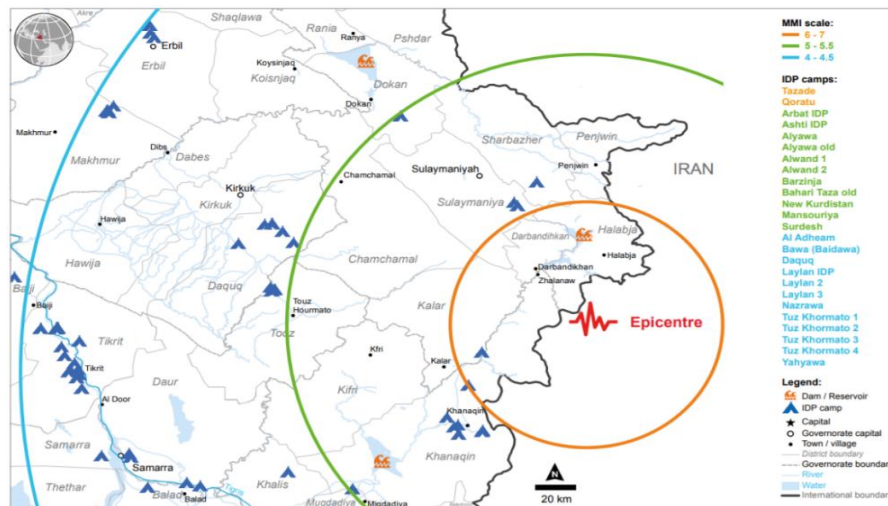 Shaqlawa
Rania
Ranya
Pshdar
Erbil
Erbil
Koysinjaq
Koisnjaq
Dokan
Dokan
Makhmur
Makhmur
Dibs
Dabes
Sharbazher
Penjwin
Penjwin
IRAN
Sulaymaniyah
Chamchamal
Kirkuk
Kirkuk
Sulaymaniya
Hawija
Halabja
Darbandihkan
Halabja
Hawija
Chamchamal
Darbandikhan
Zhalanaw
Baiji
Daquq
Baiji
Kalar
Touz
Hourmato
Epicentre
Tooz
Tikrit
Kfri
Kalar
Tikrit
Daur
Kifri
Al Door
Khanaqin
Samarra
Samarra
Khanaqin
Thethar
Khalis
Tigris
Balad
Balad
Muqdadiya
Miqdadiya
N
20 km
MMI scale:
6 - 7
5 - 5.5
4 - 4.5
IDP camps:
Tazade
Qoratu
Arbat IDP
Ashti IDP
Alyawa
Alyawa old
Alwand 1
Alwand 2
Barzinja
Bahari Taza old
New Kurdistan
Mansouriya
Surdesh
Al Adheam
Bawa (Baidawa)
Daquq
Laylan IDP
Laylan 2
Laylan 3
Nazrawa
Tuz Khormato 1
Tuz Khormato 2
Tuz Khormato 3
Tuz Khormato 4
Yahyawa
Legend:
Dam / Reservoir
IDP camp
Capital
Governorate capital
Town / village
District boundary
Governorate boundary
River
Water
International boundary